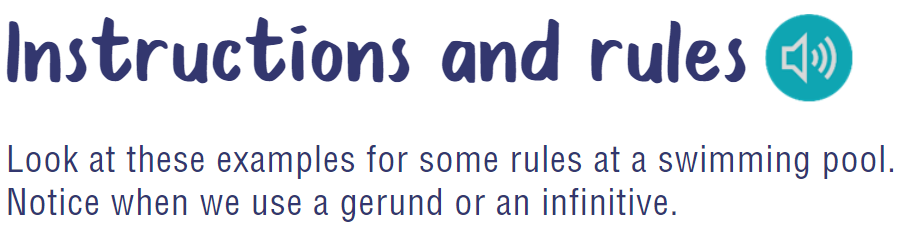 Instructions and rules
Look at these examples for some rules at a swimming pool.
Notice when we use a gerund or an infinitive.